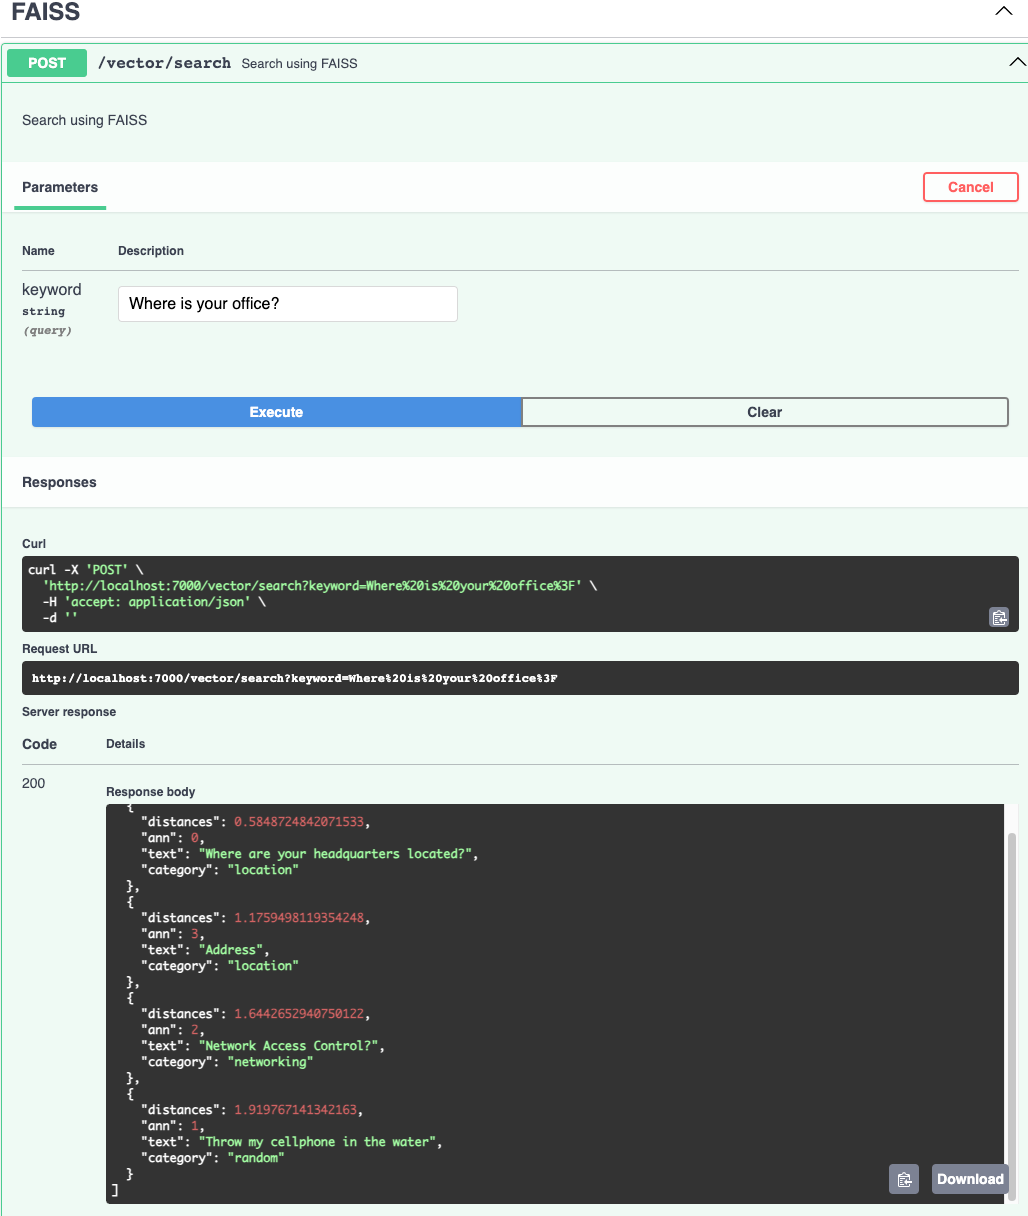 FAISS
POST /vector/search Search using FAISS
Search using FAISS
Parameters Cancel
Name Description
keyword
string
(query)
Where is your office?
Execute Clear
Responses
Curl
curl -X 'POST' \
  'http://localhost:7000/vector/search?keyword=Where%20is%20your%20office%3F' \
  -H 'accept: application/json' \
  -d ''
Request URL
http://localhost:7000/vector/search?keyword=Where%20is%20your%20office%3F
Server response
Code Details
200
Response body
  {
    "distances": 0.5848724842071533,
    "ann": 0,
    "text": "Where are your headquarters located?",
    "category": "location"
  },
  {
    "distances": 1.1759498119354248,
    "ann": 3,
    "text": "Address",
    "category": "location"
  },
  {
    "distances": 1.6442652940750122,
    "ann": 2,
    "text": "Network Access Control?",
    "category": "networking"
  },
  {
    "distances": 1.919767141342163,
    "ann": 1,
    "text": "Throw my cellphone in the water",
    "category": "random"
  }
]
Download